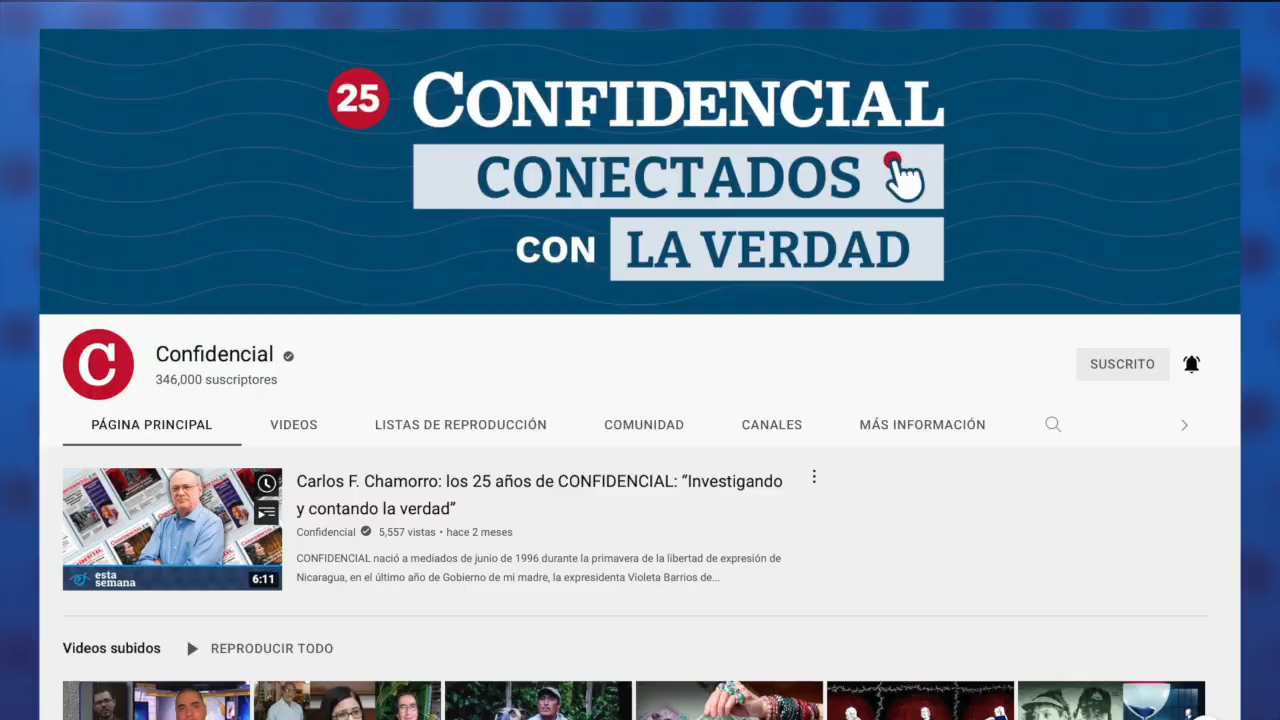 25 CONFIDENCIAL
CONECTADOS
CON LA VERDAD
C
Confidencial
346,000 suscriptores
SUSCRITO
PÁGINA PRINCIPAL VIDEOS LISTAS DE REPRODUCCIÓN COMUNIDAD CANALES MÁS INFORMACIÓN
Carlos F. Chamorro: los 25 años de CONFIDENCIAL: “Investigando
y contando la verdad”
Confidencial 5,557 vistas • hace 2 meses
CONFIDENCIAL nació a mediados de junio de 1996 durante la primavera de la libertad de expresión de
Nicaragua, en el último año de Gobierno de mi madre, la expresidenta Violeta Barrios de...
esta
semana
6:11
Videos subidos REPRODUCIR TODO